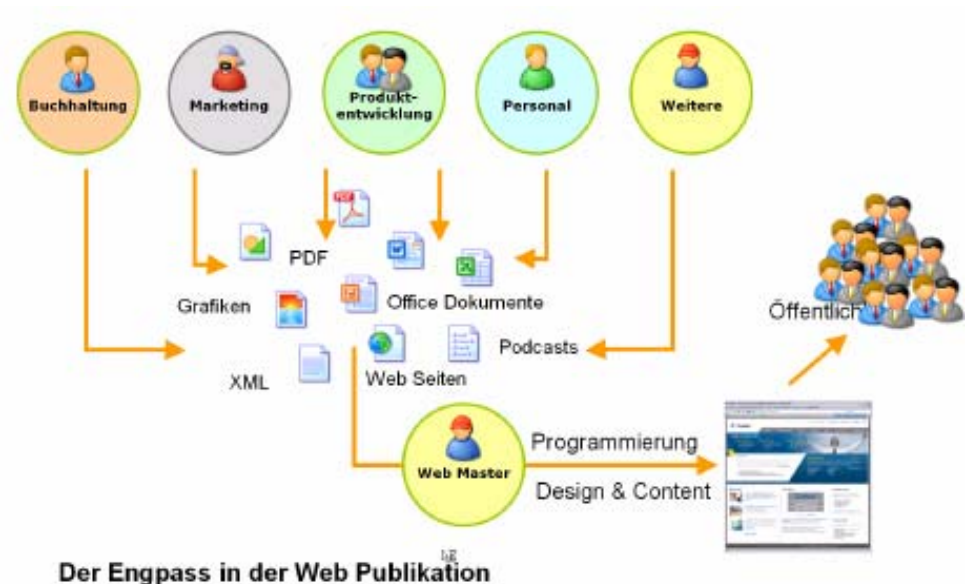 Buchhaltung
Marketing
Produkt-
entwicklung
Personal
Weitere
PDF
PDF
Grafiken
Office Dokumente
Öffentlich
Podcasts
XML
Web Seiten
Web Master
Programmierung
Design & Content
Der Engpass in der Web Publikation